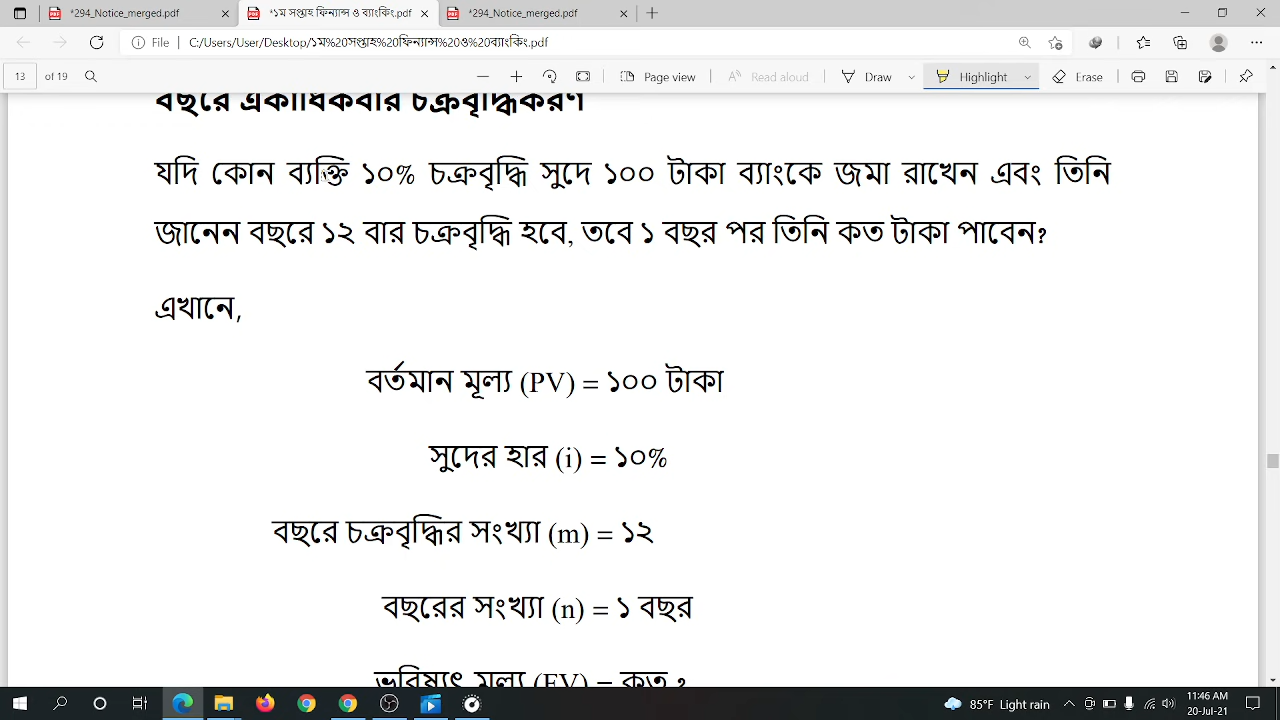 *294_Notice_merged.pdf
*১ম সপ্তাহ ফিন্যান্স ও ব্যাংকিং.pdf
*294_Notice_merged.pdf
File | C:/Users/User/Desktop/১ম%20সপ্তাহ%20ফিন্যান্স%20ও%20ব্যাংকিং.pdf
13 of 19 Page view Read aloud Draw Highlight Erase
বছরে একাধিকবার চক্রবৃদ্ধিকরণ
যদি কোন ব্যক্তি ১০% চক্রবৃদ্ধি সুদে ১০০ টাকা ব্যাংকে জমা রাখেন এবং তিনি
জানেন বছরে ১২ বার চক্রবৃদ্ধি হবে, তবে ১ বছর পর তিনি কত টাকা পাবেন?
এখানে,
বর্তমান মূল্য (PV) = ১০০ টাকা
সুদের হার (i) = ১০%
বছরে চক্রবৃদ্ধির সংখ্যা (m) = ১২
বছরের সংখ্যা (n) = ১ বছর
ভবিষ্যৎ মূল্য (FV) = কত ?
85°F Light rain
11:46 AM
20-Jul-21